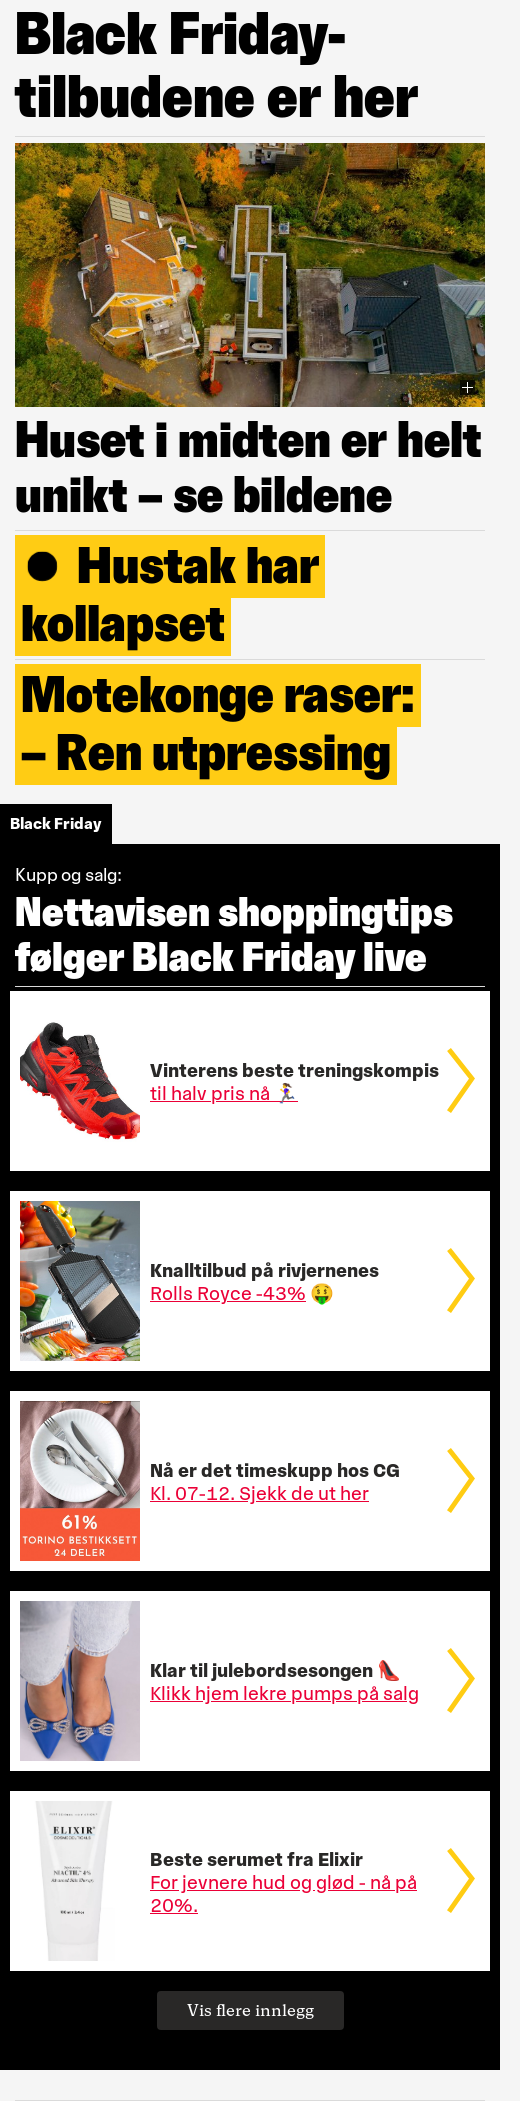 Black Friday-
tilbudene er her
Huset i midten er helt
unikt – se bildene
Hustak har
kollapset
Motekonge raser:
– Ren utpressing
Black Friday
Kupp og salg:
Nettavisen shoppingtips
følger Black Friday live
Vinterens beste treningskompis
til halv pris nå 🏃‍♀️
Knalltilbud på rivjernenes
Rolls Royce -43% 🤑
Nå er det timeskupp hos CG
Kl. 07-12. Sjekk de ut her
61%
TORINO BESTIKKSETT
24 DELER
Klar til julebordsesongen 👠
Klikk hjem lekre pumps på salg
ELIXIR
COSMECEUTICALS
NIACTIL™ 4%
Beste serumet fra Elixir
For jevnere hud og glød - nå på
20%.
Vis flere innlegg